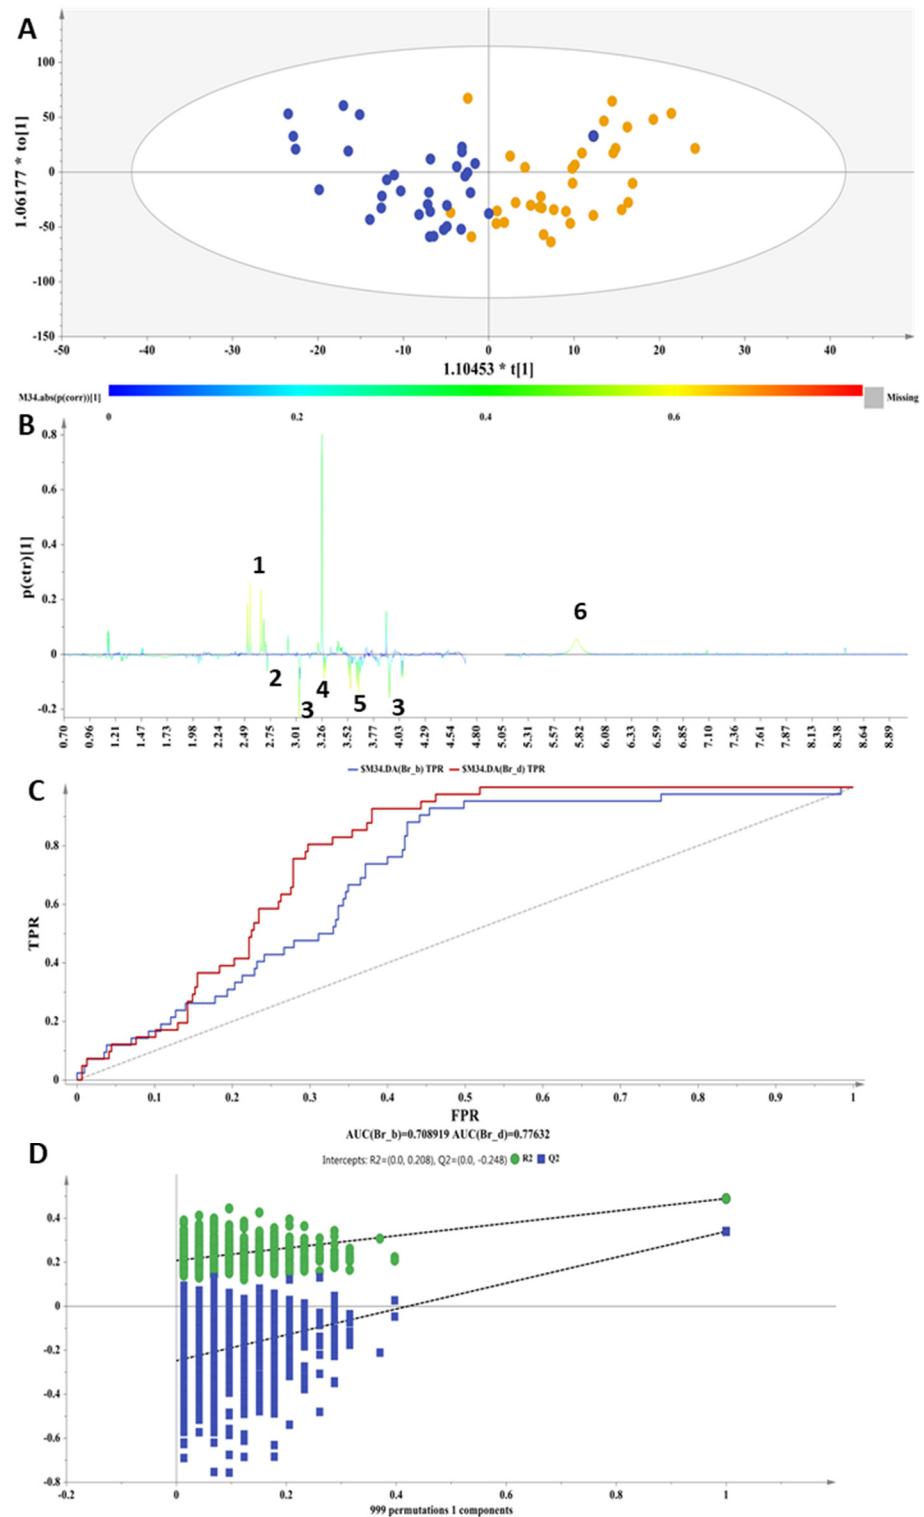 A
100
50
0
-50
-100
-150
1.06177 * to[1]
-50 -40 -30 -20 -10 0 10 20 30 40
1.10453 * t[1]
M34.abs(p(corr))[1]
0 0.2 0.4 0.6
Missing
B
0.8
0.6
0.4
0.2
0
-0.2
p(ctr)[1]
1
2
3
4
5
3
6
0.70 0.96 1.21 1.47 1.73 1.98 2.24 2.49 2.75 3.01 3.26 3.52 3.77 4.03 4.29 4.54 4.80 5.05 5.31 5.57 5.82 6.08 6.33 6.59 6.85 7.10 7.36 7.61 7.87 8.13 8.38 8.64 8.89
$M34.DA(Br_b) TPR $M34.DA(Br_d) TPR
C
0.8
0.6
0.4
0.2
0
TPR
0 0.1 0.2 0.3 0.4 0.5 0.6 0.7 0.8 0.9 1
FPR
AUC(Br_b)=0.708919 AUC(Br_d)=0.77632
D
Intercepts: R2=(0.0, 0.208), Q2=(0.0, -0.248) R2 Q2
0.4
0.2
0
-0.2
-0.4
-0.6
-0.8
-0.2 0 0.2 0.4 0.6 0.8 1
999 permutations 1 components